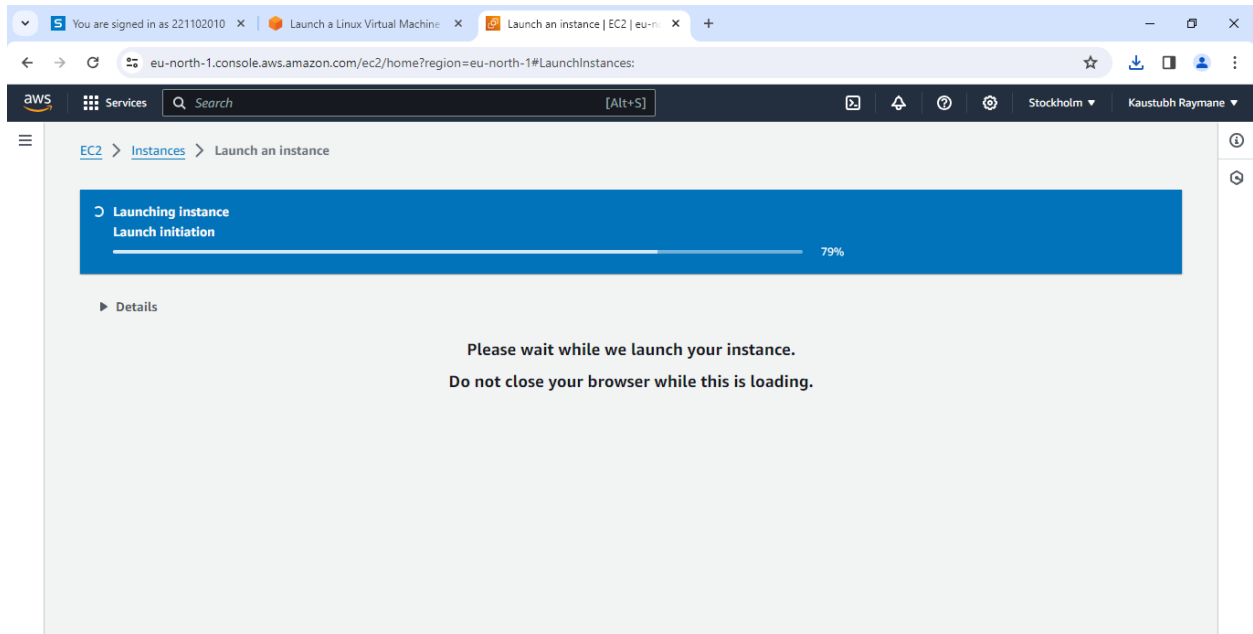 You are signed in as 221102010
Launch a Linux Virtual Machine
Launch an instance | EC2 | eu-no
eu-north-1.console.aws.amazon.com/ec2/home?region=eu-north-1#LaunchInstances:
aws Services Search [Alt+S] Stockholm Kaustubh Raymane
EC2 > Instances > Launch an instance
Launching instance
Launch initiation
79%
Details
Please wait while we launch your instance.
Do not close your browser while this is loading.